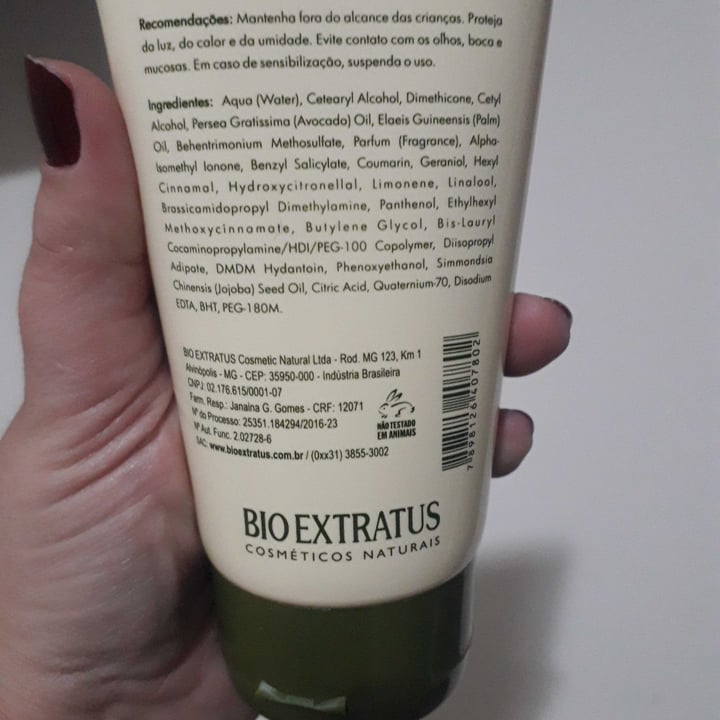 Recomendações: Mantenha fora do alcance das crianças. Proteja
da luz, do calor e da umidade. Evite contato com os olhos, boca e
mucosas. Em caso de sensibilização, suspenda o uso.
Ingredientes: Aqua (Water), Cetearyl Alcohol, Dimethicone, Cetyl
Alcohol, Persea Gratissima (Avocado) Oil, Elaeis Guineensis (Palm)
Oil, Behentrimonium Methosulfate, Parfum (Fragrance), Alpha-
Isomethyl Ionone, Benzyl Salicylate, Coumarin, Geraniol, Hexyl
Cinnamal, Hydroxycitronellal, Limonene, Linalool,
Brassicamidopropyl Dimethylamine, Panthenol, Ethylhexyl
Methoxycinnamate, Butylene Glycol, Bis-Lauryl
Cocaminopropylamine/HDI/PEG-100 Copolymer, Diisopropyl
Adipate, DMDM Hydantoin, Phenoxyethanol, Simmondsia
Chinensis (Jojoba) Seed Oil, Citric Acid, Quaternium-70, Disodium
EDTA, BHT, PEG-180M.
BIO EXTRATUS Cosmetic Natural Ltda - Rod. MG 123, Km 1
Alvinópolis - MG - CEP: 35950-000 - Indústria Brasileira
CNPJ: 02.176.615/0001-07
Farm. Resp.: Janaina G. Gomes - CRF: 12071
Nº do Processo: 25351.184294/2016-23
Nº Aut. Func. 2.02728-6
SAC: www.bioextratus.com.br / (0xx31) 3855-3002
NÃO TESTADO
EM ANIMAIS
7 898126 407802
BIO EXTRATUS
COSMÉTICOS NATURAIS